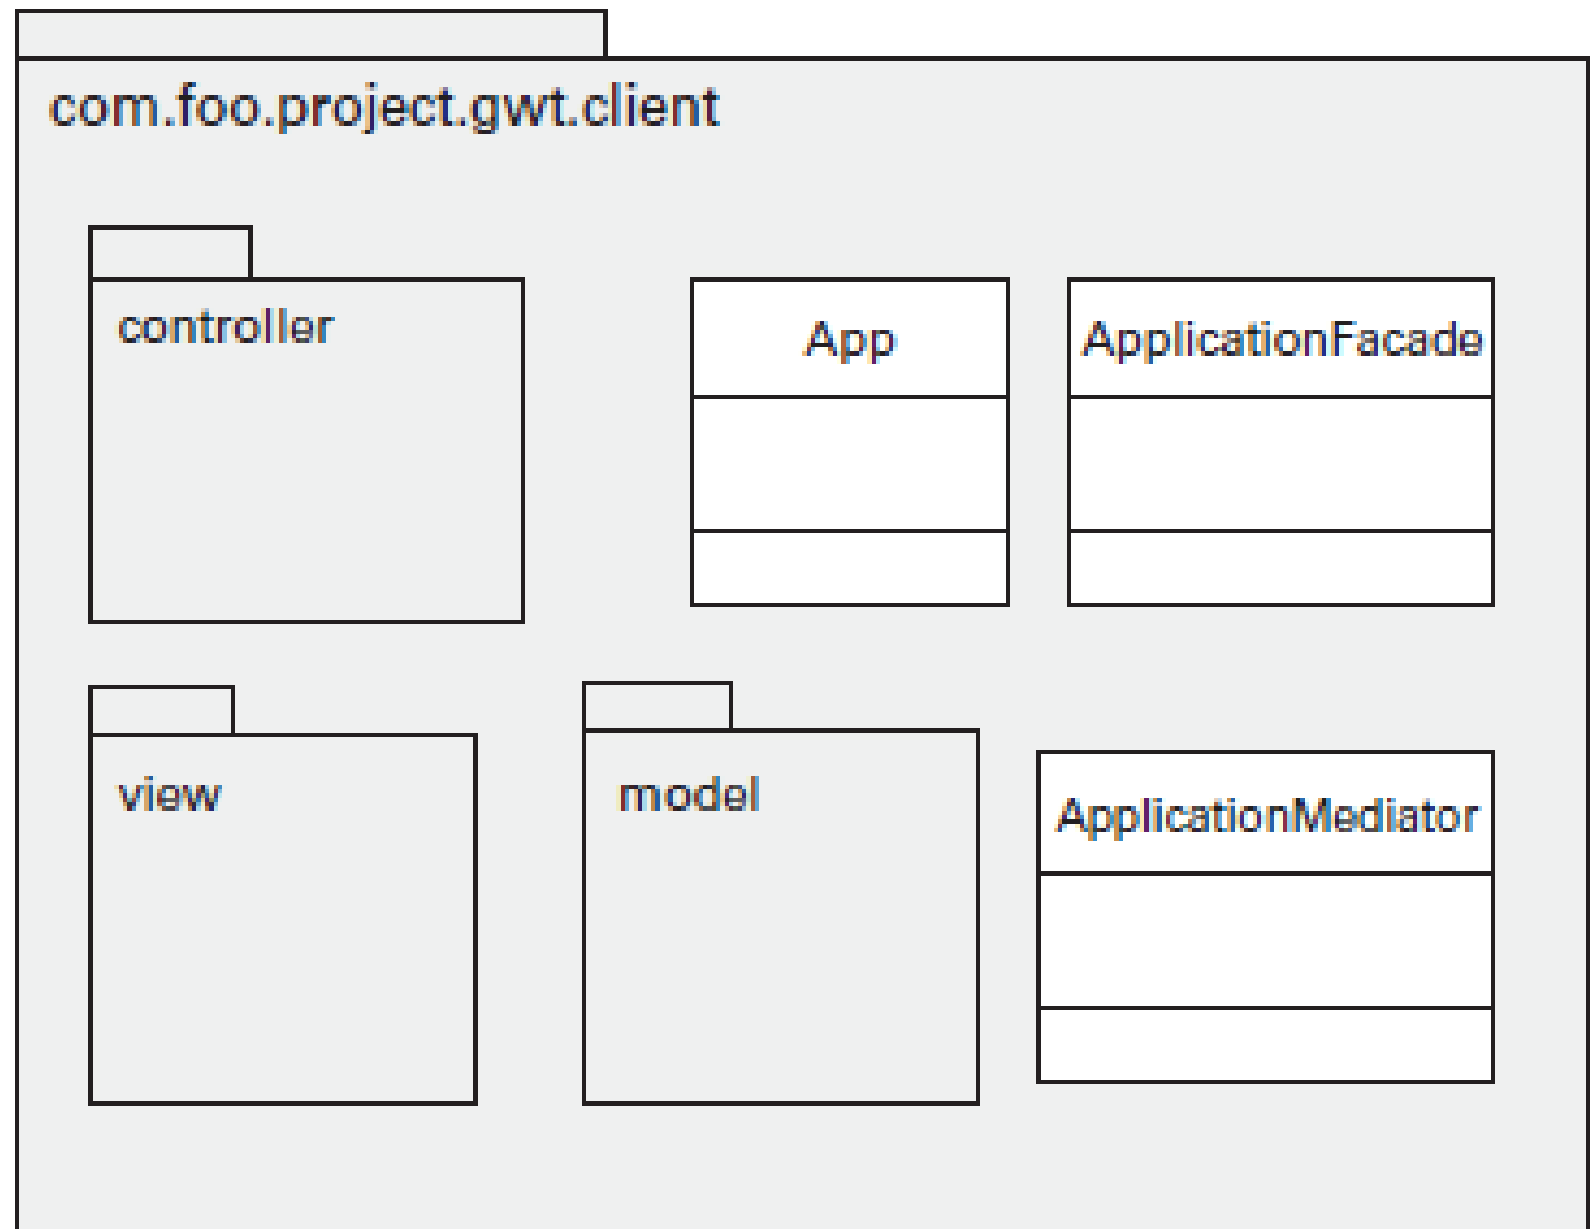 com.foo.project.gwt.client
controller
App
ApplicationFacade
view
model
ApplicationMediator